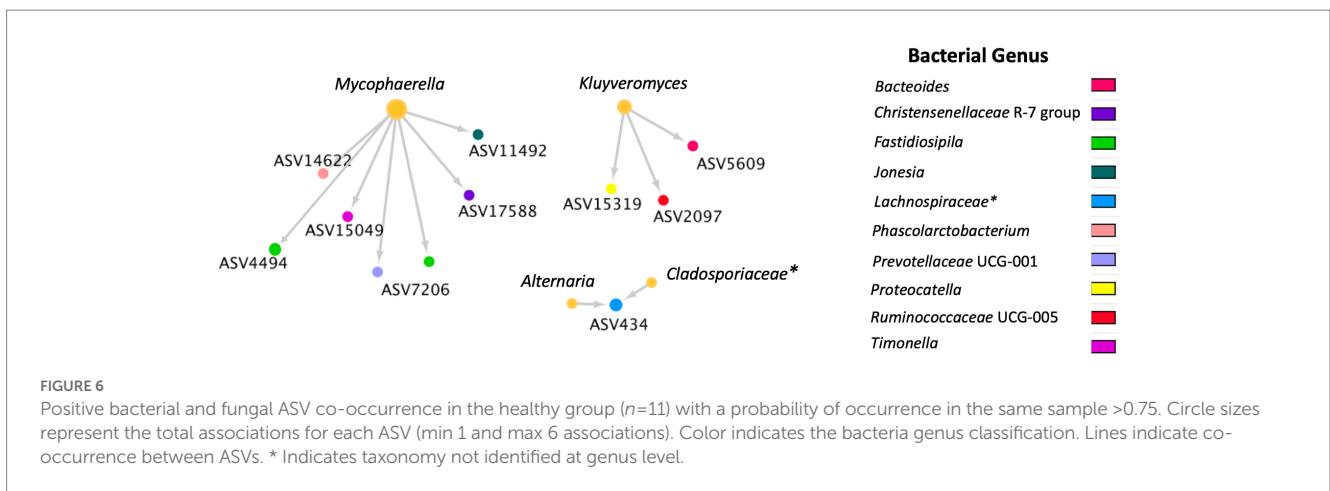 Bacterial Genus
Mycophaerella
Kluyveromyces
Bacteoides
Christensenellaceae R-7 group
Fastidiosipila
Jonesia
Lachnospiraceae*
Phascolarctobacterium
Prevotellaceae UCG-001
Proteocatella
Ruminococcaceae UCG-005
Timonella
ASV11492
ASV14622
ASV5609
ASV17588
ASV15319
ASV2097
ASV15049
ASV4494
ASV7206
Alternaria
Cladosporiaceae*
ASV434
FIGURE 6
Positive bacterial and fungal ASV co-occurrence in the healthy group (n=11) with a probability of occurrence in the same sample >0.75. Circle sizes
represent the total associations for each ASV (min 1 and max 6 associations). Color indicates the bacteria genus classification. Lines indicate co-
occurrence between ASVs. * Indicates taxonomy not identified at genus level.